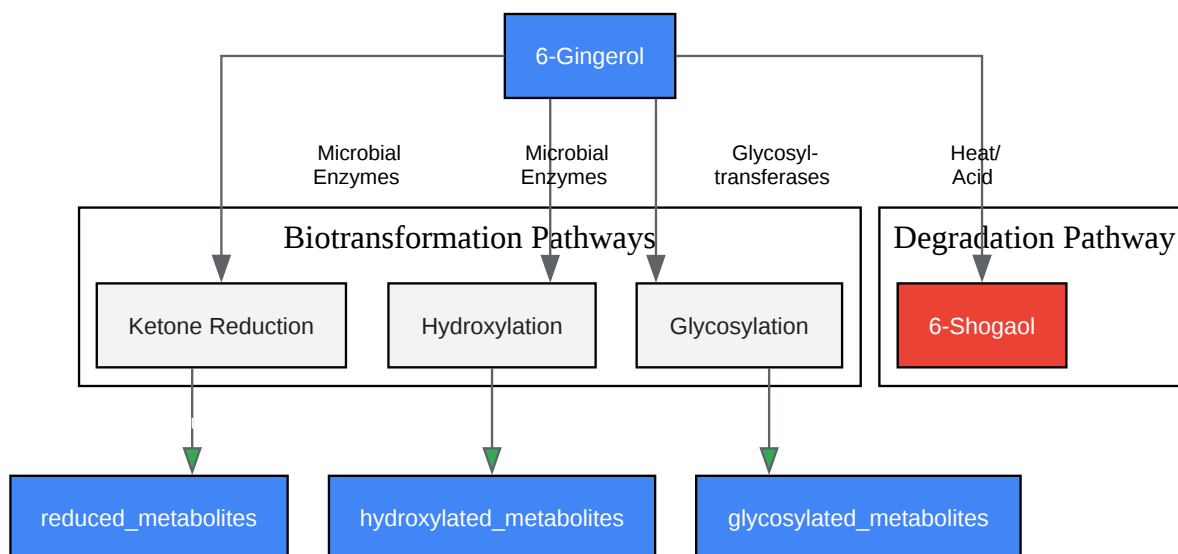 6-Gingerol
Microbial
Enzymes
Microbial
Enzymes
Glycosyl-
transferases
Heat/
Acid
Biotransformation Pathways
Degradation Pathway
Ketone Reduction
Hydroxylation
Glycosylation
6-Shogaol
reduced_metabolites
hydroxylated_metabolites
glycosylated_metabolites